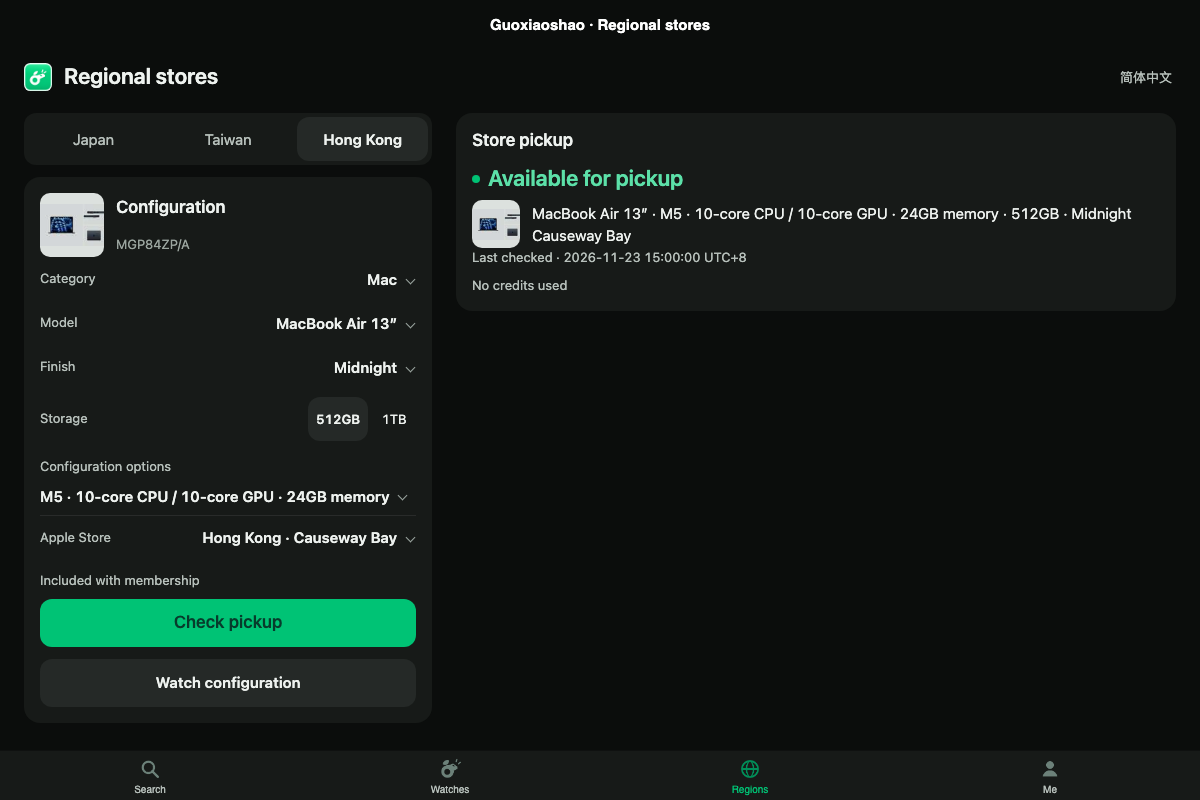 Guoxiaoshao · Regional stores
Regional stores
简体中文
Japan
Taiwan
Hong Kong
Configuration
MGP84ZP/A
Category
Mac
Model
MacBook Air 13″
Finish
Midnight
Storage
512GB
1TB
Configuration options
M5 · 10-core CPU / 10-core GPU · 24GB memory
Apple Store
Hong Kong · Causeway Bay
Included with membership
Check pickup
Watch configuration
Store pickup
Available for pickup
MacBook Air 13″ · M5 · 10-core CPU / 10-core GPU · 24GB memory · 512GB · Midnight
Causeway Bay
Last checked · 2026-11-23 15:00:00 UTC+8
No credits used
Search
Watches
Regions
Me